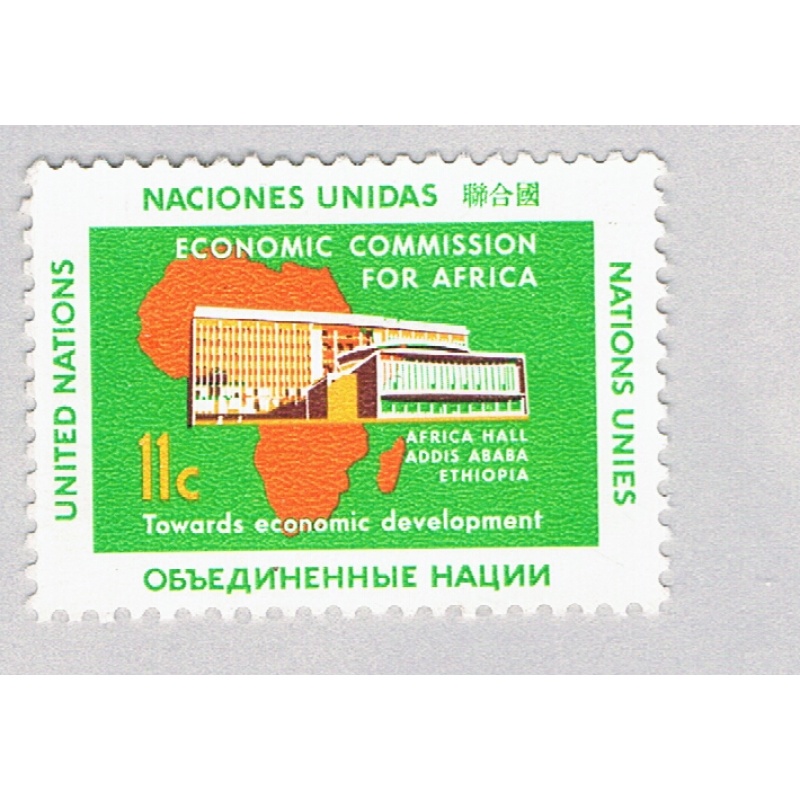 NACIONES UNIDAS 聯合國
UNITED NATIONS
ECONOMIC COMMISSION
FOR AFRICA
NATIONS UNIES
AFRICA HALL
ADDIS ABABA
ETHIOPIA
11c
Towards economic development
ОБЪЕДИНЕННЫЕ НАЦИИ